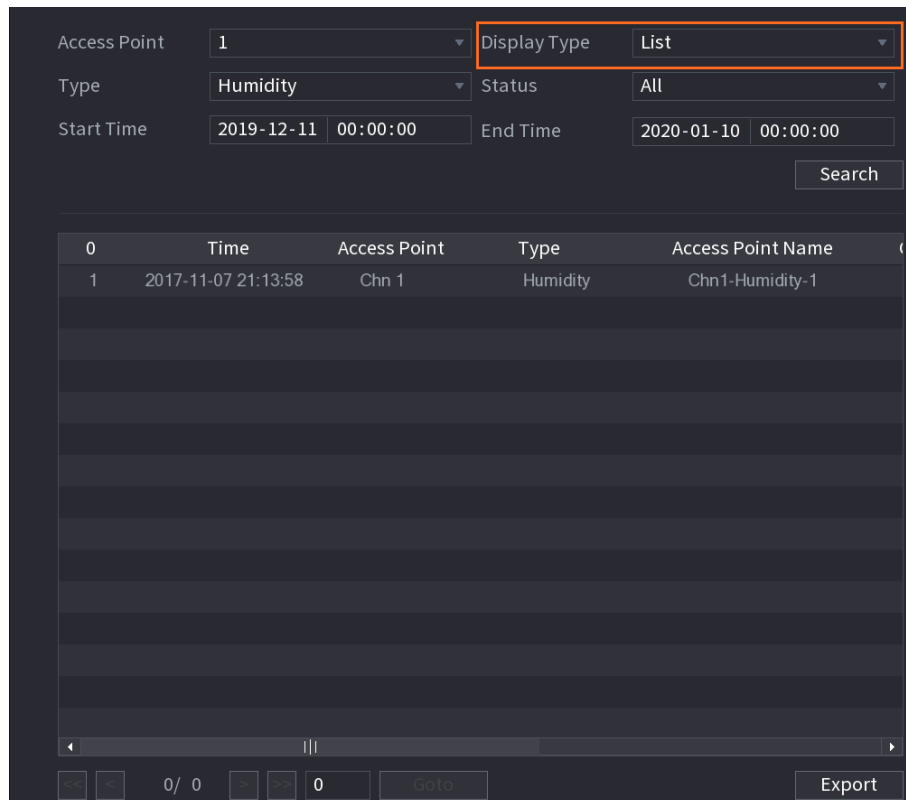 Access Point 1 Display Type List
Type Humidity Status All
Start Time 2019-12-11 00:00:00 End Time 2020-01-10 00:00:00
Search
0 Time Access Point Type Access Point Name
1 2017-11-07 21:13:58 Chn 1 Humidity Chn1-Humidity-1
<< < 0/ 0 > >> 0 Goto Export